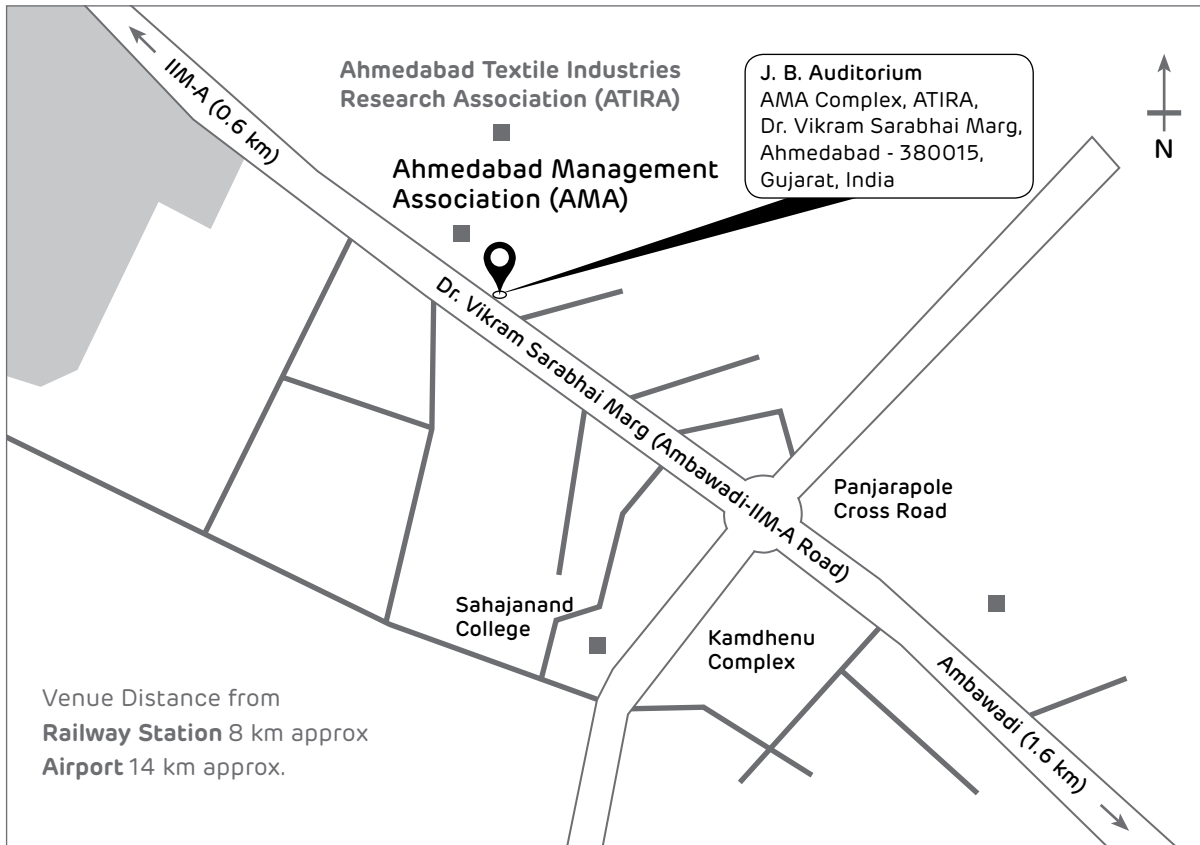 IIM-A (0.6 km)
Ahmedabad Textile Industries
Research Association (ATIRA)
Ahmedabad Management
Association (AMA)
J. B. Auditorium
AMA Complex, ATIRA,
Dr. Vikram Sarabhai Marg,
Ahmedabad - 380015,
Gujarat, India
N
Dr. Vikram Sarabhai Marg (Ambawadi-IIM-A Road)
Panjarapole
Cross Road
Sahajanand
College
Kamdhenu
Complex
Ambawadi (1.6 km)
Venue Distance from
Railway Station 8 km approx
Airport 14 km approx.